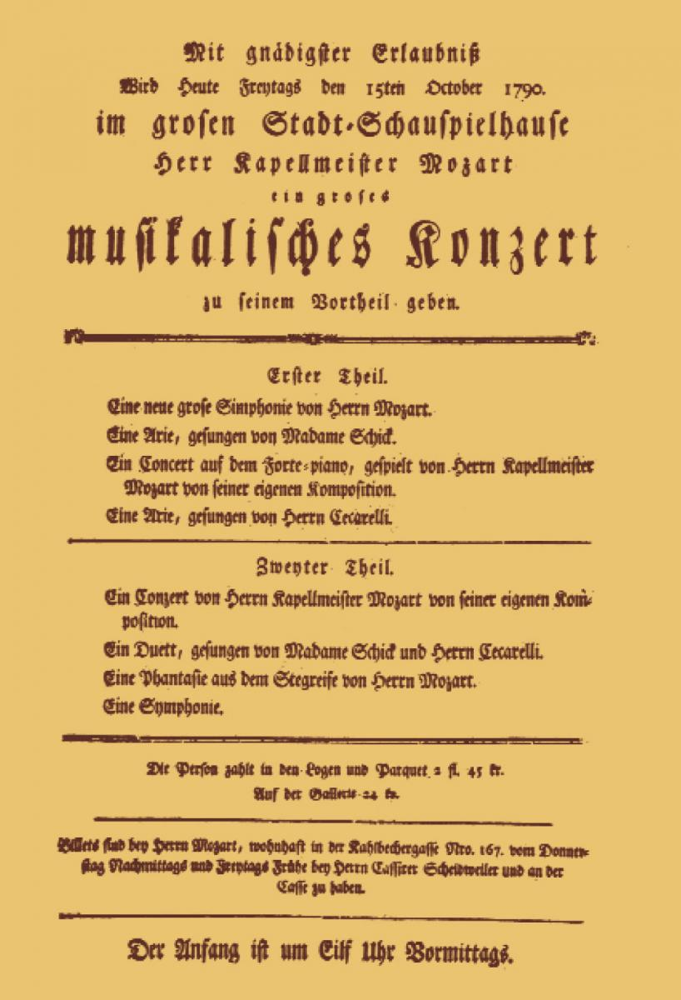 Mit gnädigster Erlaubniß
Wird Heute Freytags den 15ten October 1790.
im grosen Stadt-Schauspielhause
Herr Kapellmeister Mozart
ein groses
musikalisches Konzert
zu seinem Vortheil geben.
Erster Theil.
Eine neue grose Simphonie von Herrn Mozart.
Eine Arie, gesungen von Madame Schick.
Ein Concert auf dem Forte-piano, gespielt von Herrn Kapellmeister
Mozart von seiner eigenen Komposition.
Eine Arie, gesungen von Herrn Cecarelli.
Zweyter Theil.
Ein Conzert von Herrn Kapellmeister Mozart von seiner eigenen Kom-
position.
Ein Duett, gesungen von Madame Schick und Herrn Cecarelli.
Eine Phantasie aus dem Stegreife von Herrn Mozart.
Eine Symphonie.
Die Person zahlt in den Logen und Parquet 2 fl. 45 kr.
Auf der Gallerie 24 kr.
Billets sind bey Herrn Mozart, wohnhaft in der Kahlbechergasse Nro. 167. vom Donner-
stag Nachmittags und Freytags Frühe bey Herrn Cassirer Scheidweiler und an der
Casse zu haben.
Der Anfang ist um Eilf Uhr Vormittags.